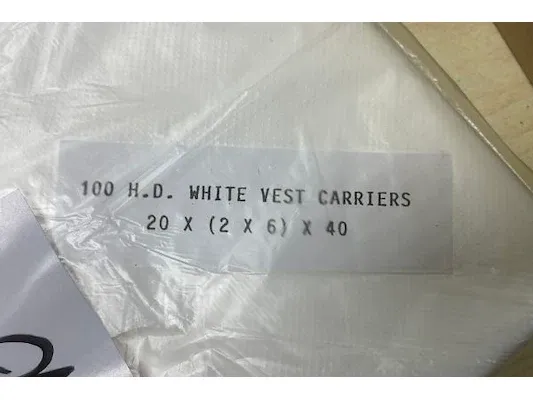 100 H.D. WHITE VEST CARRIERS
20 X (2 X 6) X 40